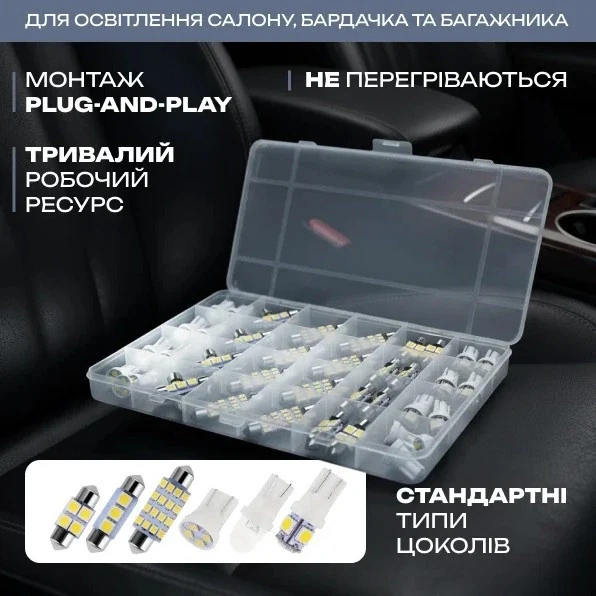 ДЛЯ ОСВІТЛЕННЯ САЛОНУ, БАРДАЧКА ТА БАГАЖНИКА
МОНТАЖ
PLUG-AND-PLAY
НЕ ПЕРЕГРІВАЮТЬСЯ
ТРИВАЛИЙ
РОБОЧИЙ
РЕСУРС
СТАНДАРТНІ
ТИПИ
ЦОКОЛІВ